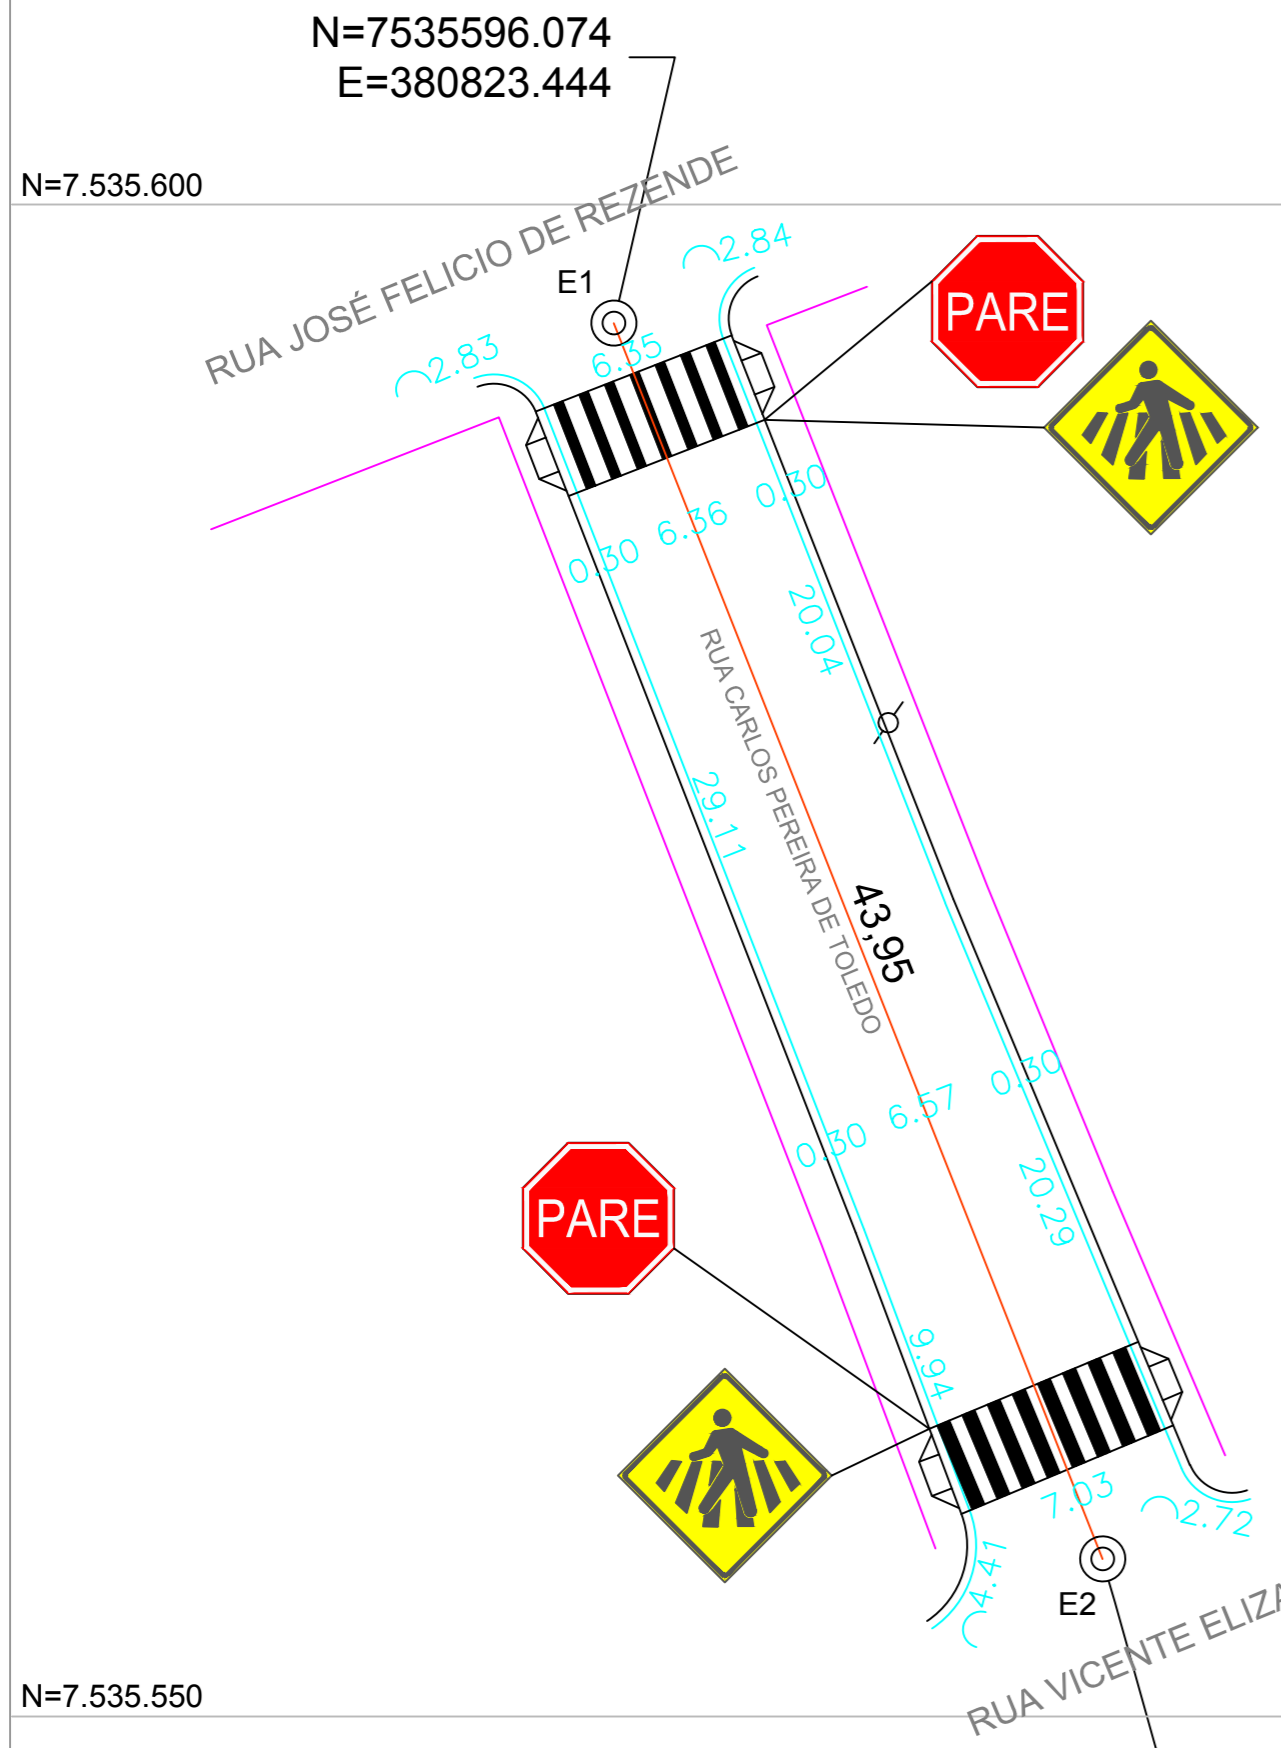 N=7535596.074
E=380823.444
N=7.535.600
RUA JOSÉ FELICIO DE REZENDE
2.84
E1
PARE
2.83
6.35
0.30
6.36
0.30
20.04
RUA CARLOS PEREIRA DE TOLEDO
29.11
43,95
0.30
6.57
0.30
PARE
20.29
9.94
7.03
2.72
4.41
E2
RUA VICENTE ELIZA
N=7.535.550